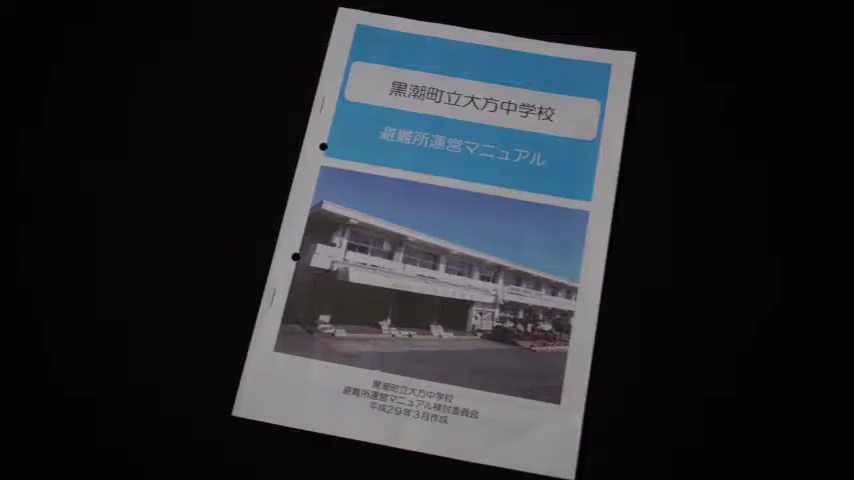 黒潮町立大方中学校
避難所運営マニュアル
黒潮町立大方中学校
避難所運営マニュアル検討委員会
平成29年3月作成